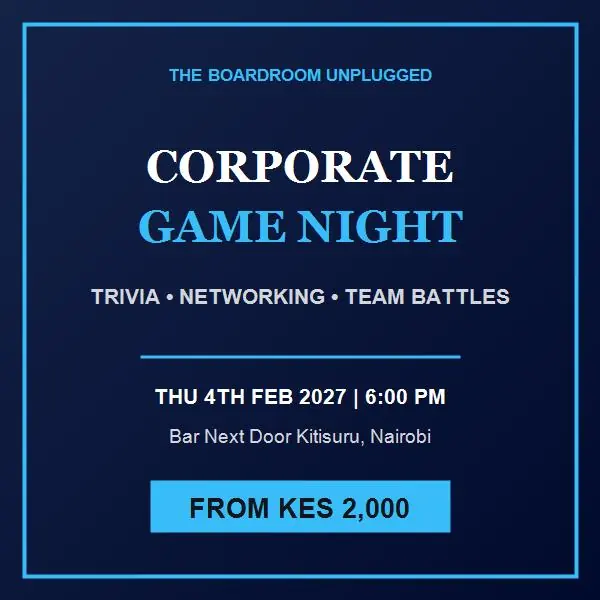 THE BOARDROOM UNPLUGGED
CORPORATE
GAME NIGHT
TRIVIA • NETWORKING • TEAM BATTLES
THU 4TH FEB 2027 | 6:00 PM
Bar Next Door Kitisuru, Nairobi
FROM KES 2,000